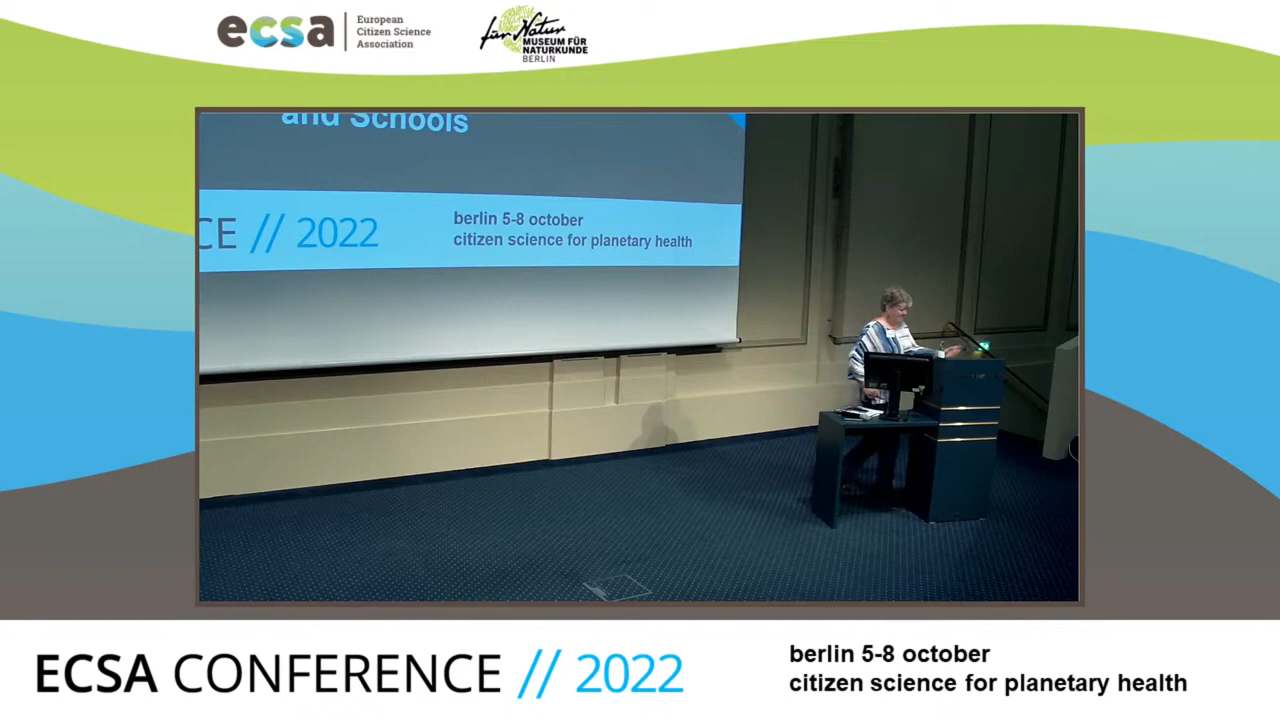 ecsa
European
Citizen Science
Association
für Natur
MUSEUM FÜR
NATURKUNDE
BERLIN
and Schools
CE // 2022
berlin 5-8 october
citizen science for planetary health
ECSA CONFERENCE // 2022
berlin 5-8 october
citizen science for planetary health